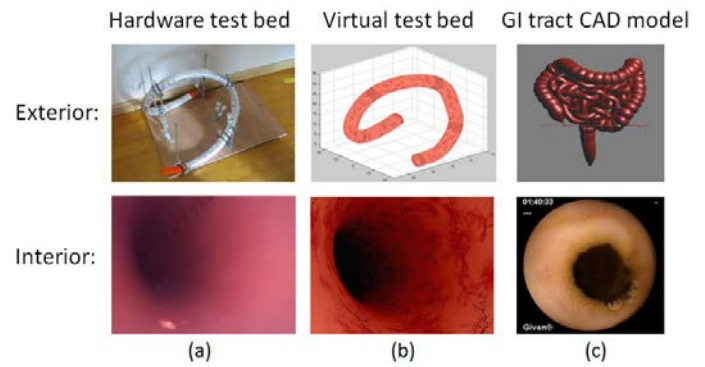 Hardware test bed Virtual test bed GI tract CAD model
Exterior:
Interior:
01:40:33
Given®
(a) (b) (c)